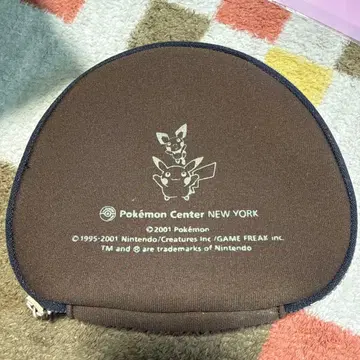 Pokémon Center NEW YORK
©2001 Pokémon
©1995-2001 Nintendo/Creatures Inc./GAME FREAK inc.
TM and ® are trademarks of Nintendo